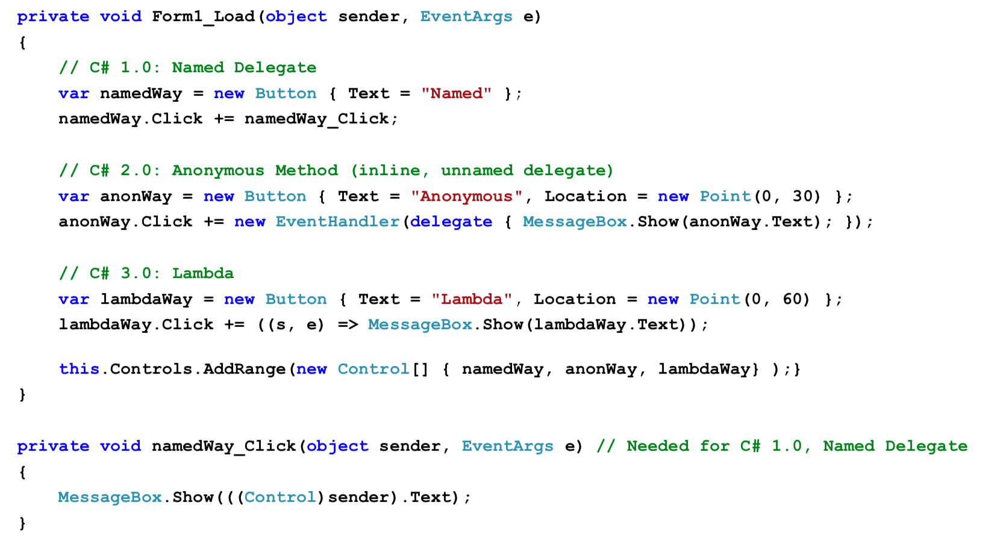 private void Form1_Load(object sender, EventArgs e)
{
    // C# 1.0: Named Delegate
    var namedWay = new Button { Text = "Named" };
    namedWay.Click += namedWay_Click;

    // C# 2.0: Anonymous Method (inline, unnamed delegate)
    var anonWay = new Button { Text = "Anonymous", Location = new Point(0, 30) };
    anonWay.Click += new EventHandler(delegate { MessageBox.Show(anonWay.Text); });

    // C# 3.0: Lambda
    var lambdaWay = new Button { Text = "Lambda", Location = new Point(0, 60) };
    lambdaWay.Click += ((s, e) => MessageBox.Show(lambdaWay.Text));

    this.Controls.AddRange(new Control[] { namedWay, anonWay, lambdaWay} );}
}

private void namedWay_Click(object sender, EventArgs e) // Needed for C# 1.0, Named Delegate
{
    MessageBox.Show(((Control)sender).Text);
}